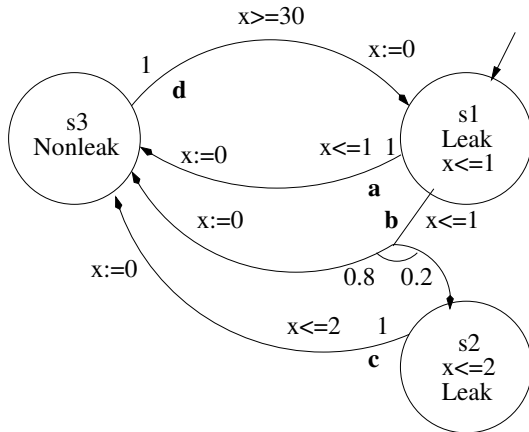 x>=30
1
x:=0
d
s3
Nonleak
s1
Leak
x<=1
x<=1 1
x:=0
a
x:=0
b
x<=1
0.8
0.2
x:=0
x<=2
1
c
s2
x<=2
Leak